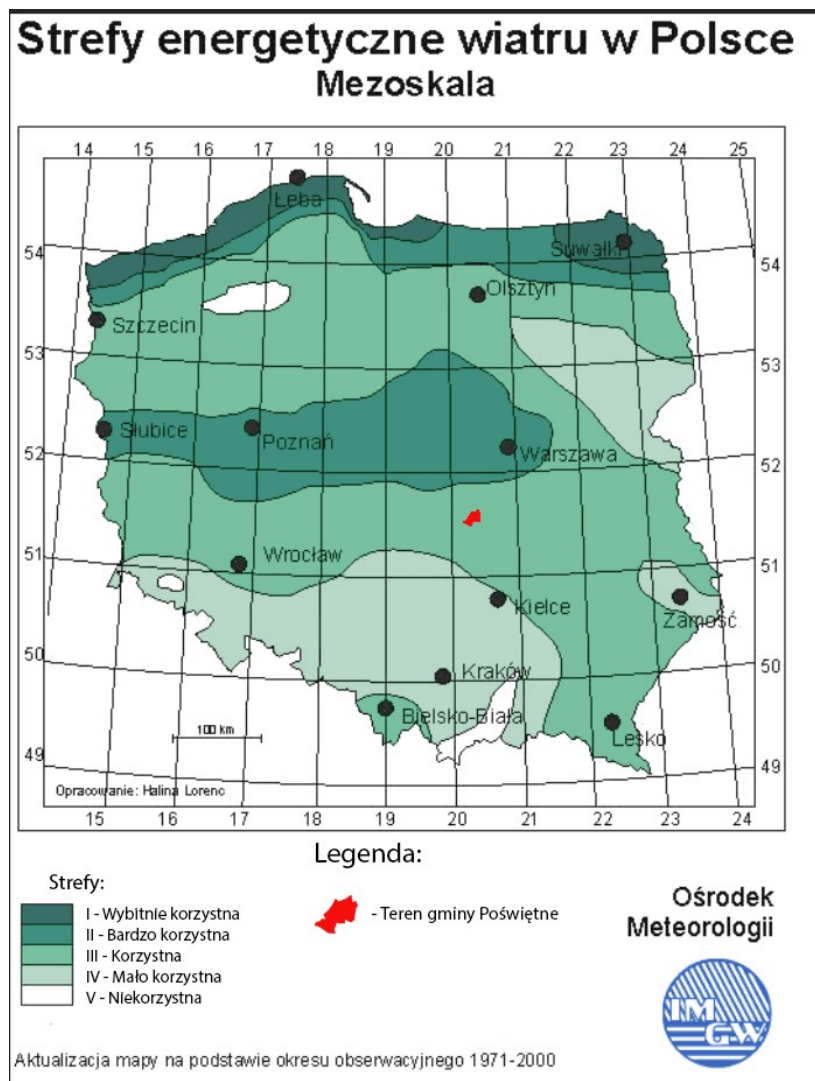 Strefy energetyczne wiatru w Polsce
Mezoskala
14 15 16 17 18 19 20 21 22 23 24 25
Łeba
Suwałki
54 54
Olsztyn
Szczecin
53 53
Słubice
Poznań
Warszawa
52 52
Wrocław
51 51
Kielce
Zamość
50 50
Kraków
Bielsko-Biała
Lesko
100 km
49 49
Opracowanie: Halina Lorenc
15 16 17 18 19 20 21 22 23 24
Legenda:
Strefy:
I - Wybitnie korzystna
II - Bardzo korzystna
III - Korzystna
IV - Mało korzystna
V - Niekorzystna
- Teren gminy Poświętne
Ośrodek
Meteorologii
IM
GW
Aktualizacja mapy na podstawie okresu obserwacyjnego 1971-2000